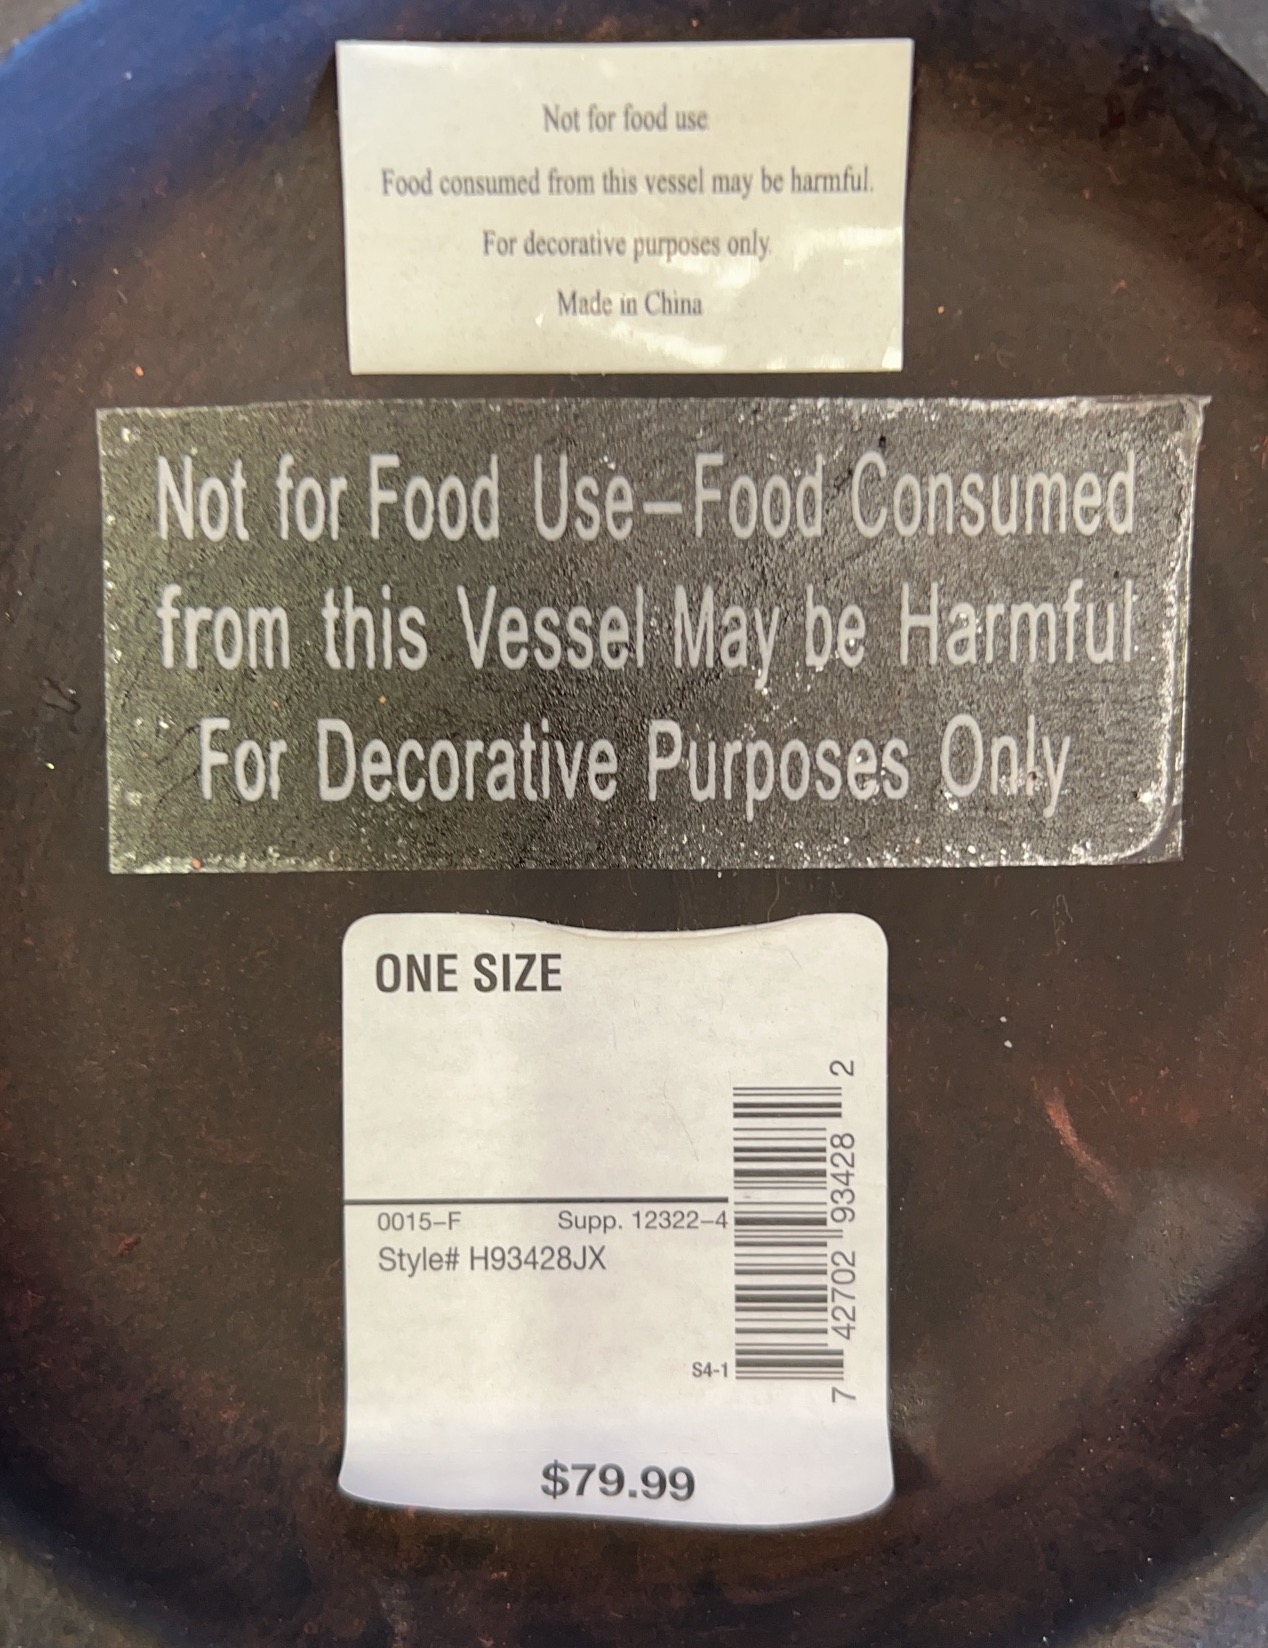 Not for food use
Food consumed from this vessel may be harmful.
For decorative purposes only.
Made in China
Not for Food Use–Food Consumed
from this Vessel May be Harmful
For Decorative Purposes Only
ONE SIZE
0015–F Supp. 12322–4
Style# H93428JX
S4-1
7 42702 93428 2
$79.99